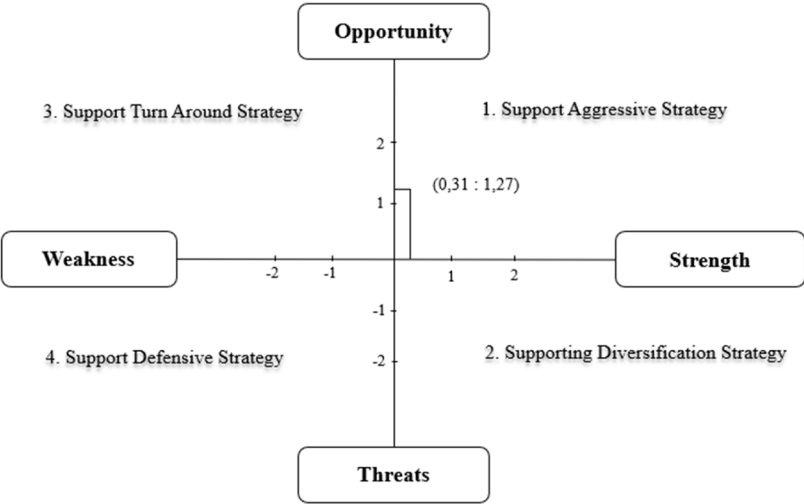 Opportunity
3. Support Turn Around Strategy
1. Support Aggressive Strategy
2
(0,31 : 1,27)
1
Weakness
Strength
-2
-1
1
2
-1
4. Support Defensive Strategy
-2
2. Supporting Diversification Strategy
Threats